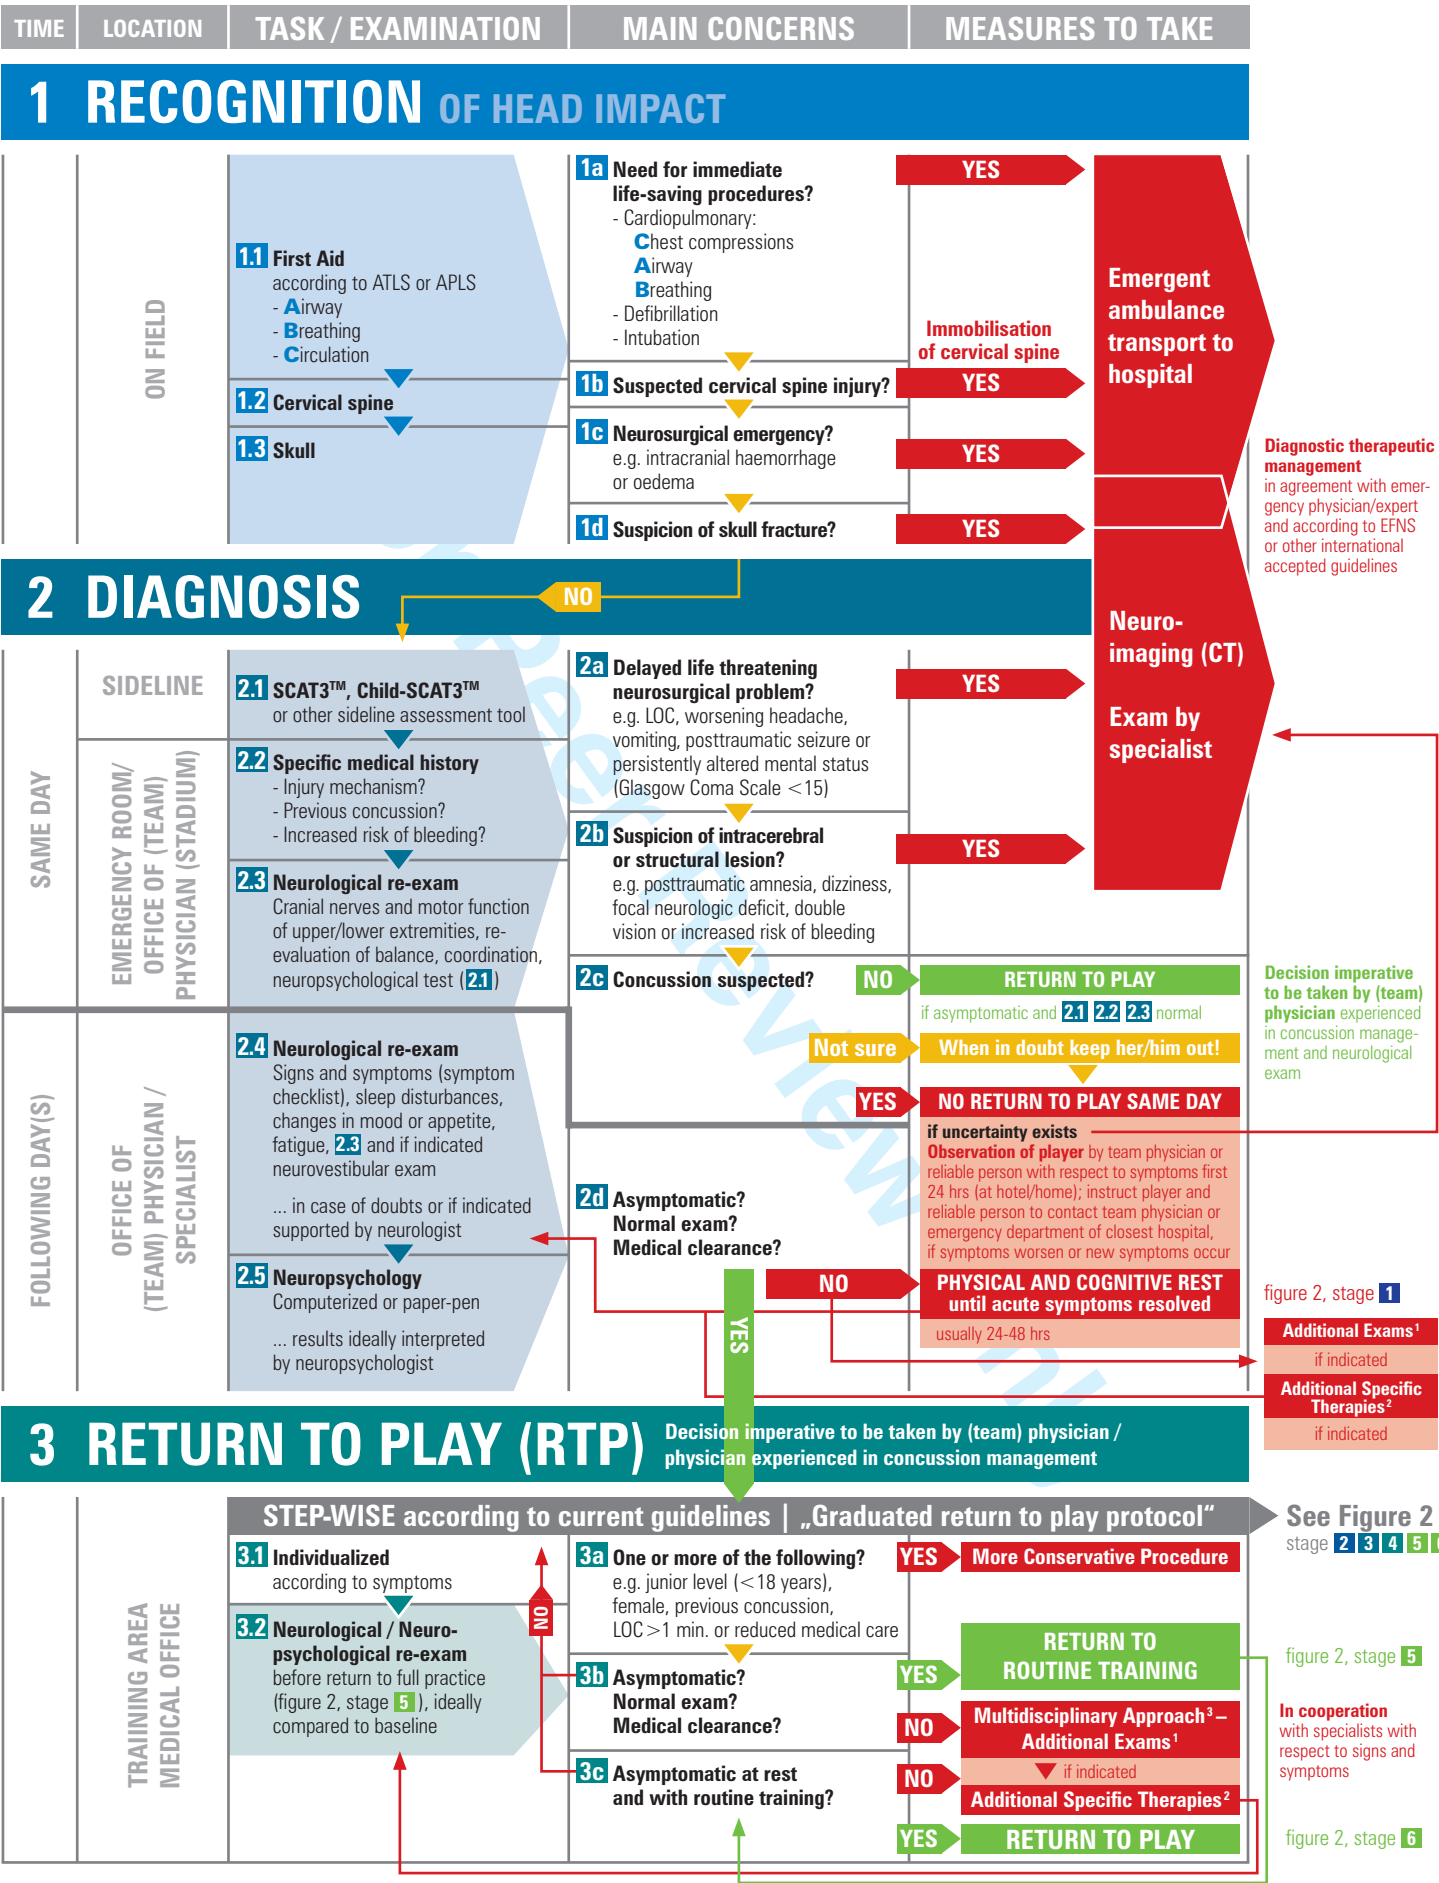 TIME
LOCATION
TASK / EXAMINATION
MAIN CONCERNS
MEASURES TO TAKE
1 RECOGNITION OF HEAD IMPACT
ON FIELD
1.1 First Aid
according to ATLS or APLS
- Airway
- Breathing
- Circulation
1.2 Cervical spine
1.3 Skull
1a Need for immediate
life-saving procedures?
- Cardiopulmonary:
Chest compressions
Airway
Breathing
- Defibrillation
- Intubation
1b Suspected cervical spine injury?
1c Neurosurgical emergency?
e.g. intracranial haemorrhage
or oedema
1d Suspicion of skull fracture?
YES
Immobilisation
of cervical spine
YES
YES
YES
Emergent
ambulance
transport to
hospital
Diagnostic therapeutic
management
in agreement with emer-
gency physician/expert
and according to EFNS
or other international
accepted guidelines
2 DIAGNOSIS
NO
Neuro-
imaging (CT)
Exam by
specialist
SAME DAY
SIDELINE
EMERGENCY ROOM/
OFFICE OF (TEAM)
PHYSICIAN (STADIUM)
2.1 SCAT3™, Child-SCAT3™
or other sideline assessment tool
2.2 Specific medical history
- Injury mechanism?
- Previous concussion?
- Increased risk of bleeding?
2.3 Neurological re-exam
Cranial nerves and motor function
of upper/lower extremities, re-
evaluation of balance, coordination,
neuropsychological test (2.1)
2a Delayed life threatening
neurosurgical problem?
e.g. LOC, worsening headache,
vomiting, posttraumatic seizure or
persistently altered mental status
(Glasgow Coma Scale <15)
2b Suspicion of intracerebral
or structural lesion?
e.g. posttraumatic amnesia, dizziness,
focal neurologic deficit, double
vision or increased risk of bleeding
2c Concussion suspected?
YES
YES
NO
RETURN TO PLAY
if asymptomatic and 2.1 2.2 2.3 normal
Not sure
When in doubt keep her/him out!
YES
NO RETURN TO PLAY SAME DAY
if uncertainty exists
Observation of player by team physician or
reliable person with respect to symptoms first
24 hrs (at hotel/home); instruct player and
reliable person to contact team physician or
emergency department of closest hospital,
if symptoms worsen or new symptoms occur
Decision imperative
to be taken by (team)
physician experienced
in concussion manage-
ment and neurological
exam
FOLLOWING DAY(S)
OFFICE OF
(TEAM) PHYSICIAN /
SPECIALIST
2.4 Neurological re-exam
Signs and symptoms (symptom
checklist), sleep disturbances,
changes in mood or appetite,
fatigue, 2.3 and if indicated
neurovestibular exam
... in case of doubts or if indicated
supported by neurologist
2.5 Neuropsychology
Computerized or paper-pen
... results ideally interpreted
by neuropsychologist
2d Asymptomatic?
Normal exam?
Medical clearance?
NO
YES
PHYSICAL AND COGNITIVE REST
until acute symptoms resolved
usually 24-48 hrs
figure 2, stage 1
Additional Exams¹
if indicated
Additional Specific
Therapies²
if indicated
3 RETURN TO PLAY (RTP)
Decision imperative to be taken by (team) physician /
physician experienced in concussion management
STEP-WISE according to current guidelines | „Graduated return to play protocol“
See Figure 2
stage 2 3 4 5
TRAINING AREA
MEDICAL OFFICE
3.1 Individualized
according to symptoms
3.2 Neurological / Neuro-
psychological re-exam
before return to full practice
(figure 2, stage 5), ideally
compared to baseline
NO
3a One or more of the following?
e.g. junior level (<18 years),
female, previous concussion,
LOC >1 min. or reduced medical care
3b Asymptomatic?
Normal exam?
Medical clearance?
3c Asymptomatic at rest
and with routine training?
YES
More Conservative Procedure
YES
RETURN TO
ROUTINE TRAINING
NO
Multidisciplinary Approach³ –
Additional Exams¹
if indicated
NO
Additional Specific Therapies²
YES
RETURN TO PLAY
figure 2, stage 5
In cooperation
with specialists with
respect to signs and
symptoms
figure 2, stage 6
Peer Review